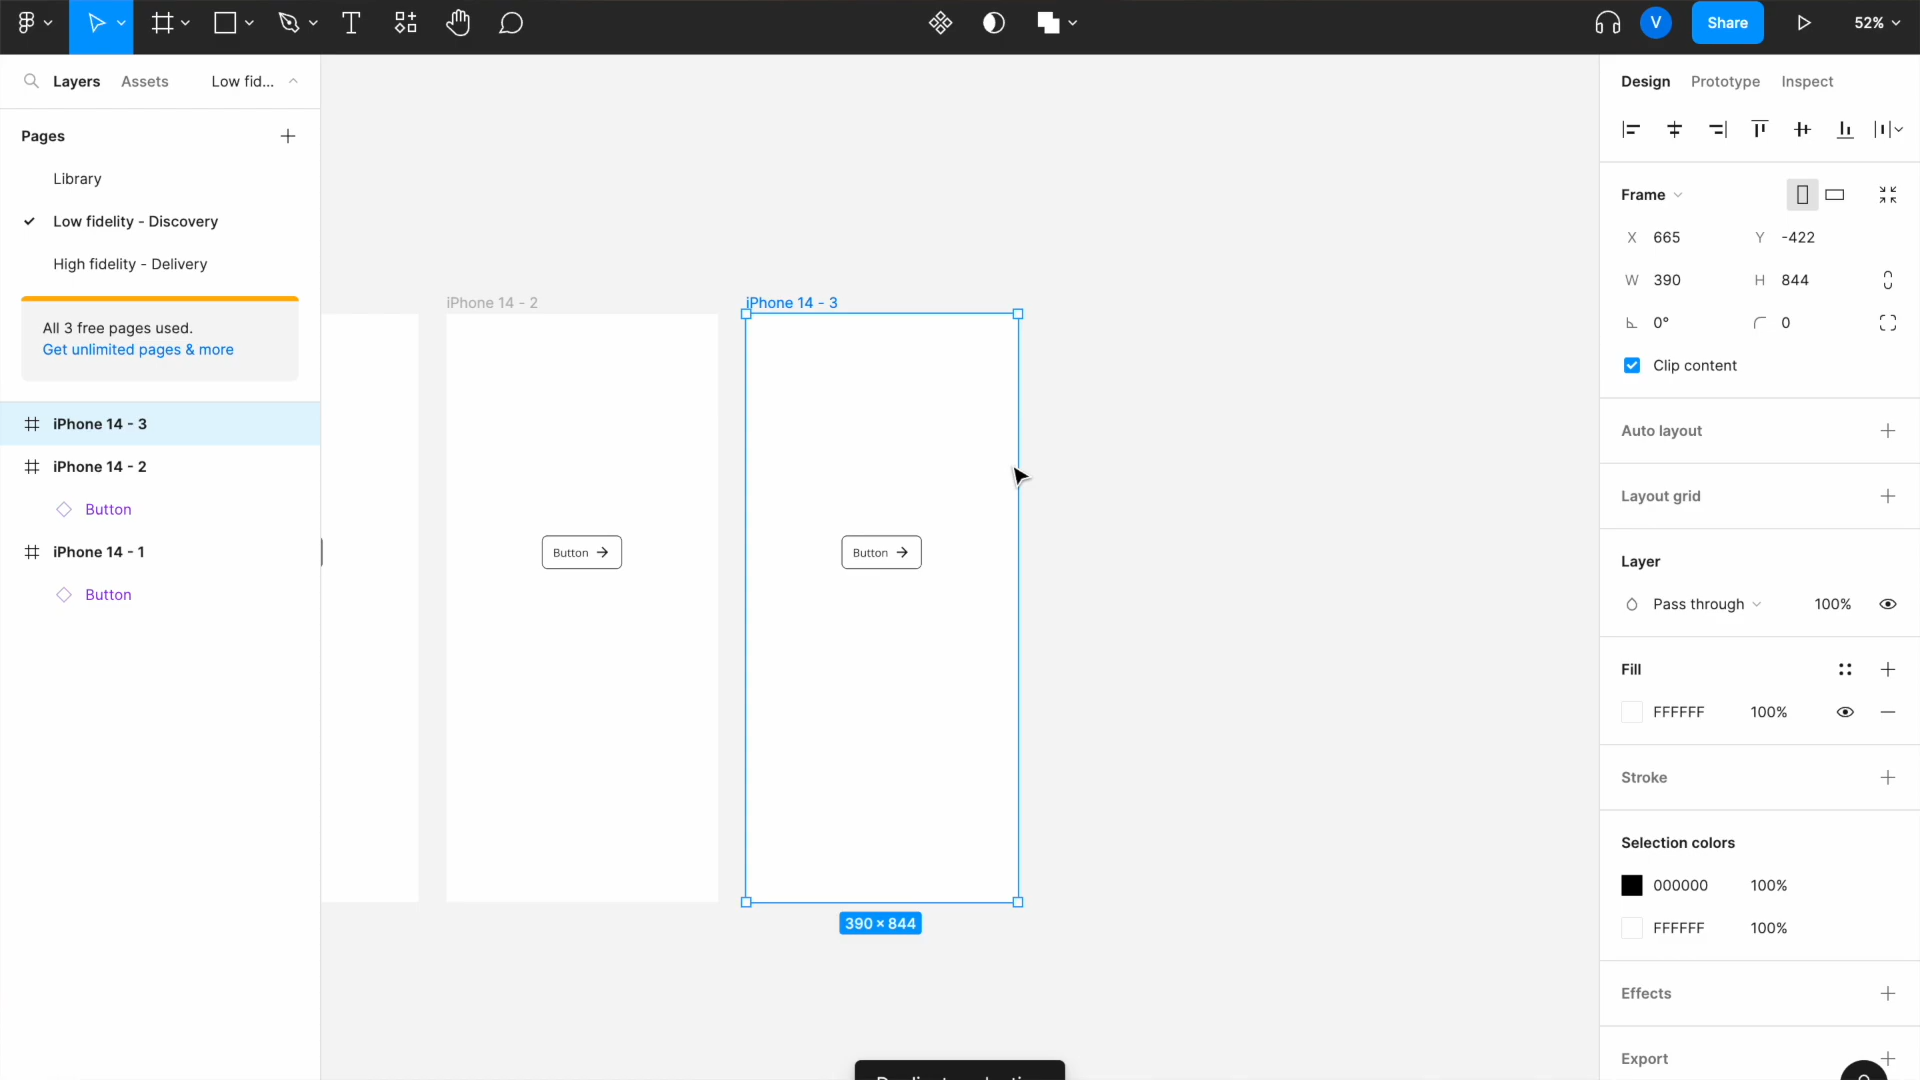 V
Share
52%
Layers
Assets
Low fid...
Pages
Library
Low fidelity - Discovery
High fidelity - Delivery
All 3 free pages used.
Get unlimited pages & more
iPhone 14 - 3
iPhone 14 - 2
Button
iPhone 14 - 1
Button
iPhone 14 - 2
iPhone 14 - 3
Button
Button
390 × 844
Design
Prototype
Inspect
Frame
X 665
Y -422
W 390
H 844
0°
0
Clip content
Auto layout
Layout grid
Layer
Pass through
100%
Fill
FFFFFF
100%
Stroke
Selection colors
000000
100%
FFFFFF
100%
Effects
Export